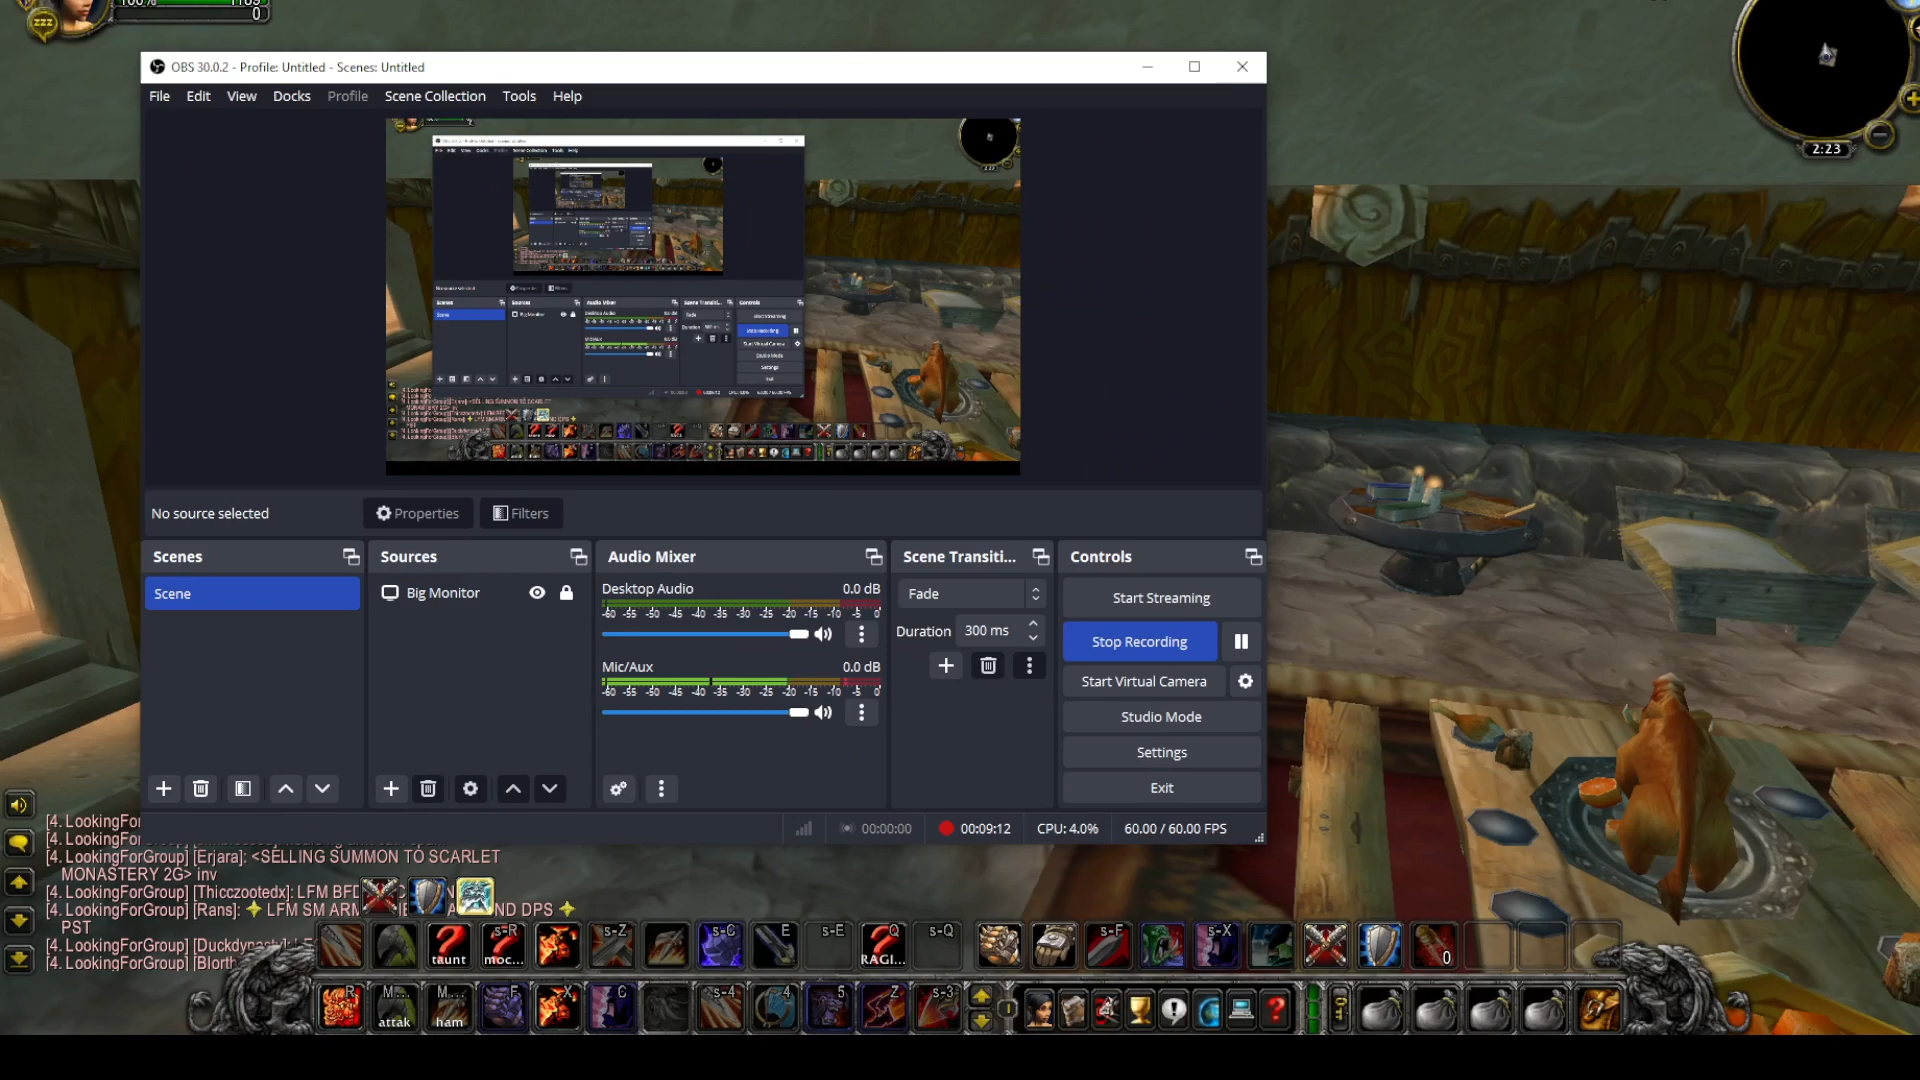 100%
0
2:23
OBS 30.0.2 - Profile: Untitled - Scenes: Untitled
File Edit View Docks Profile Scene Collection Tools Help
No source selected Properties Filters
Scenes Sources Audio Mixer Scene Transiti... Controls
Scene
Big Monitor
Desktop Audio 0.0 dB
-60 -55 -50 -45 -40 -35 -30 -25 -20 -15 -10 -5 0
Mic/Aux 0.0 dB
-60 -55 -50 -45 -40 -35 -30 -25 -20 -15 -10 -5 0
Fade
Duration 300 ms
Start Streaming
Stop Recording
Start Virtual Camera
Studio Mode
Settings
Exit
00:00:00 00:09:12 CPU: 4.0% 60.00 / 60.00 FPS
[4. LookingFor
[4. LookingFor
[4. LookingForGroup] [Erjara]: <SELLING SUMMON TO SCARLET
MONASTERY 2G> inv
[4. LookingForGroup] [Thicczootedx]: LFM BFD
[4. LookingForGroup] [Rans]: LFM SM ARM ND DPS
PST
[4. LookingForGroup] [Duckdynasty]:
[4. LookingForGroup] [Blorth
s-R s-Z s-C E s-E Q s-Q s-F s-X
taunt moc... RAGI... 0
R M... M... F X C s-4 4 5 Z s-3 1
attak ham